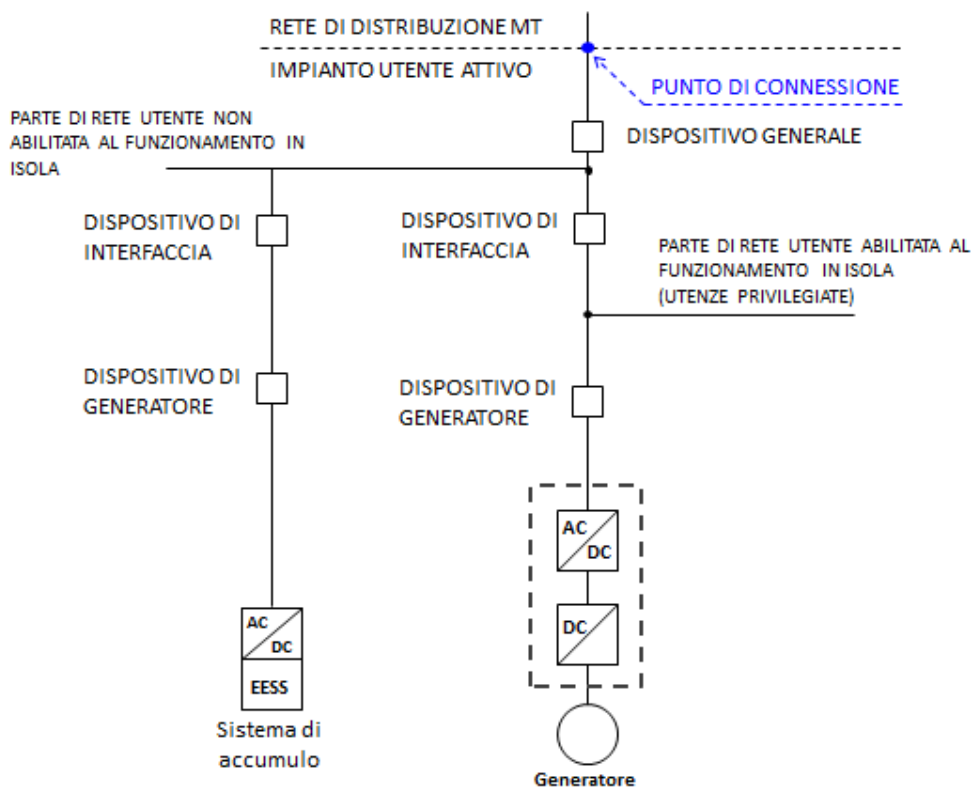 RETE DI DISTRIBUZIONE MT
IMPIANTO UTENTE ATTIVO
PUNTO DI CONNESSIONE
PARTE DI RETE UTENTE NON
ABILITATA AL FUNZIONAMENTO IN
ISOLA
DISPOSITIVO GENERALE
DISPOSITIVO DI
INTERFACCIA
DISPOSITIVO DI
INTERFACCIA
PARTE DI RETE UTENTE ABILITATA AL
FUNZIONAMENTO IN ISOLA
(UTENZE PRIVILEGIATE)
DISPOSITIVO DI
GENERATORE
DISPOSITIVO DI
GENERATORE
AC
DC
DC
AC
DC
EESS
Sistema di
accumulo
Generatore